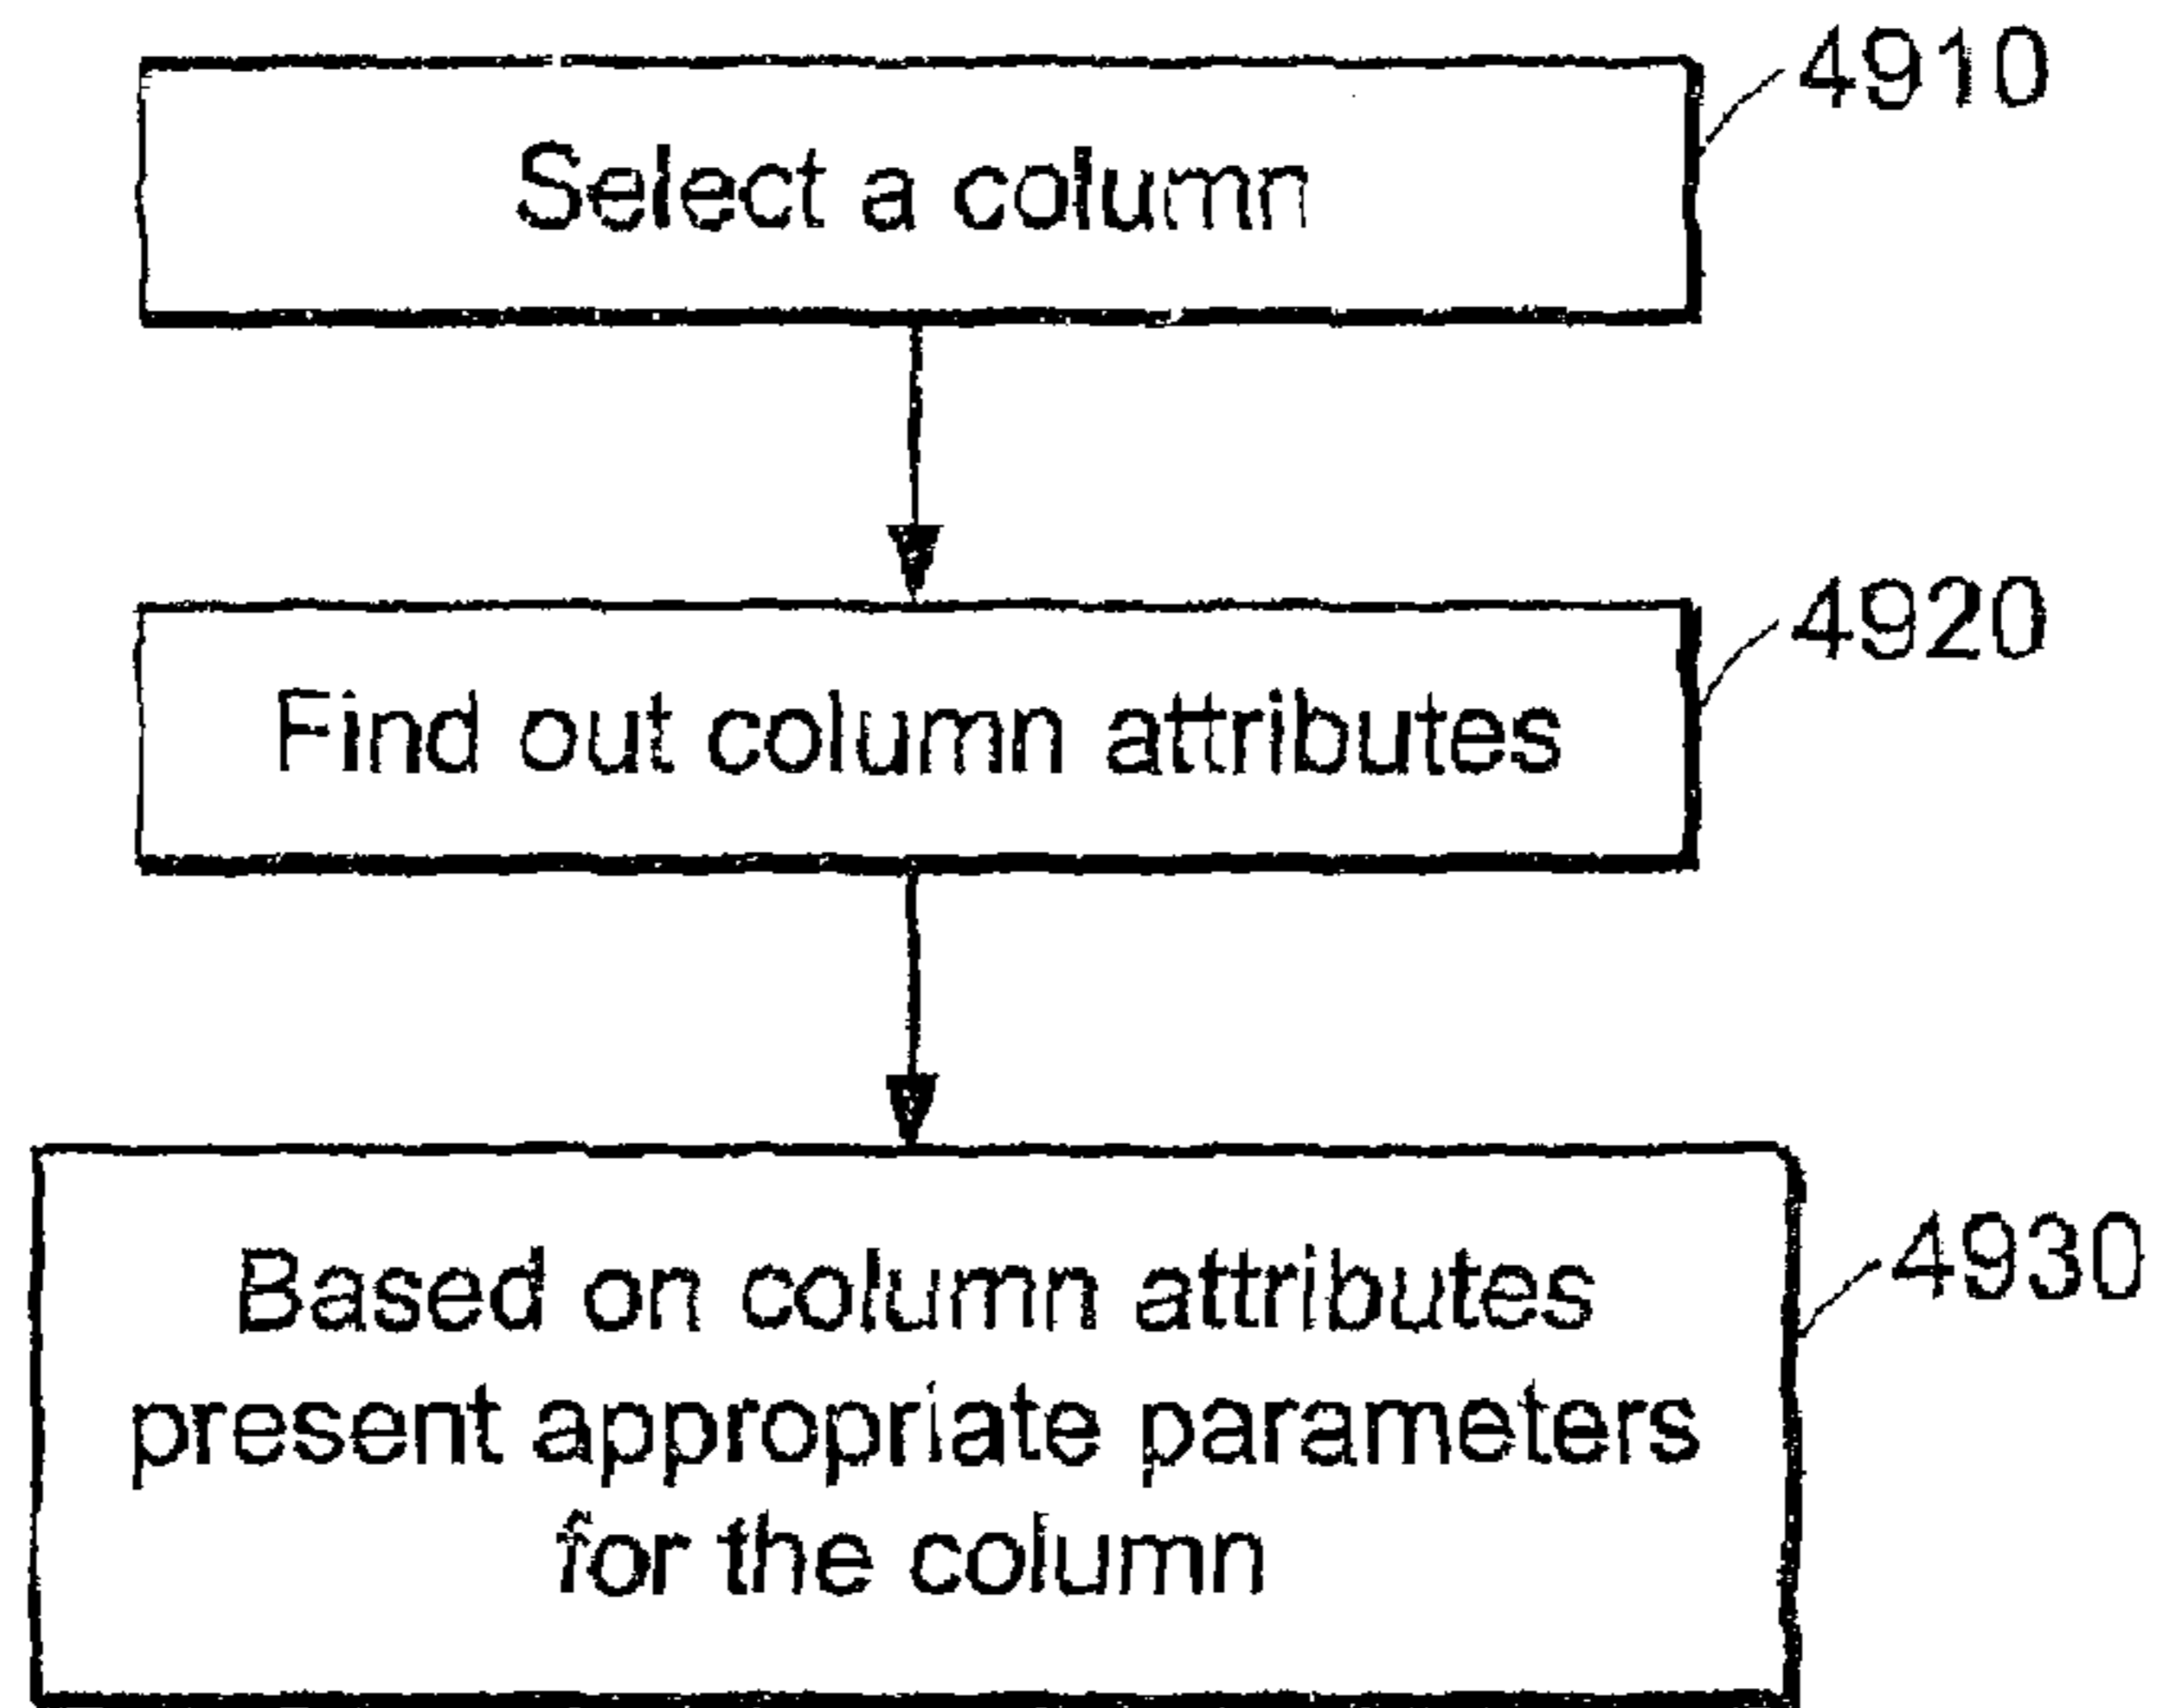 4910
Select a column
4920
Find out column attributes
4930
Based on column attributes
present appropriate parameters
for the column